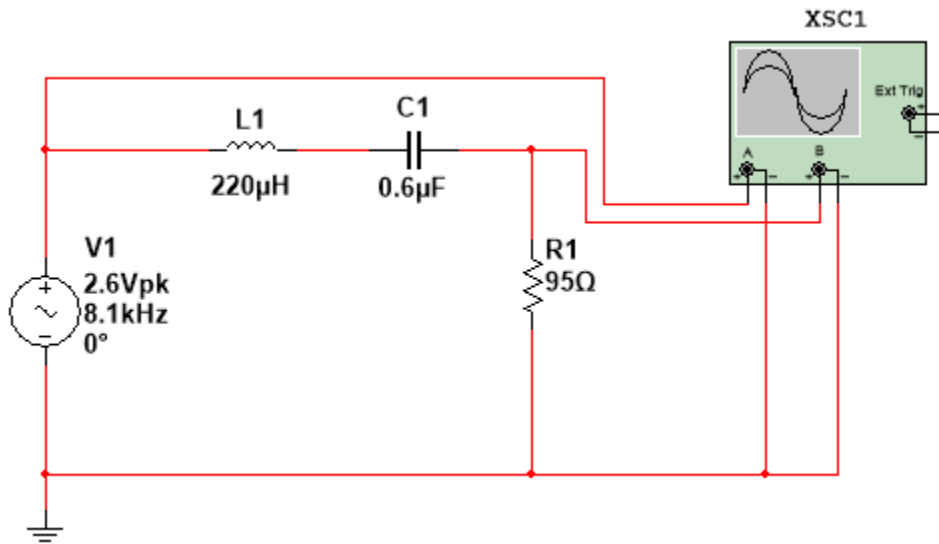 XSC1
Ext Trig
+
−
A
B
+ − + −
L1
220µH
C1
0.6µF
V1
2.6Vpk
8.1kHz
0°
+
−
R1
95Ω